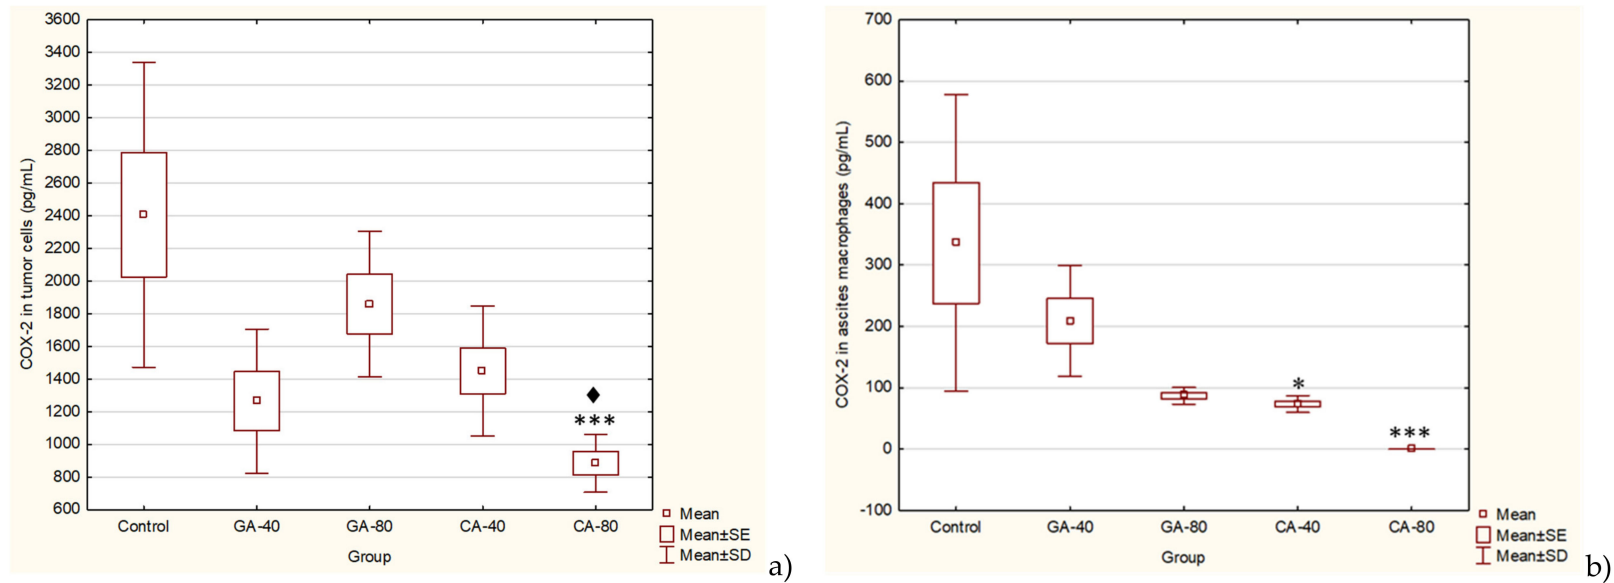 3600
3400
3200
3000
2800
2600
2400
2200
2000
1800
1600
1400
1200
1000
800
600
COX-2 in tumor cells (pg/mL)
♦
***
Control GA-40 GA-80 CA-40 CA-80
Group
Mean
Mean±SE
Mean±SD
a)
700
600
500
400
300
200
100
0
-100
COX-2 in ascites macrophages (pg/mL)
*
***
Control GA-40 GA-80 CA-40 CA-80
Group
Mean
Mean±SE
Mean±SD
b)